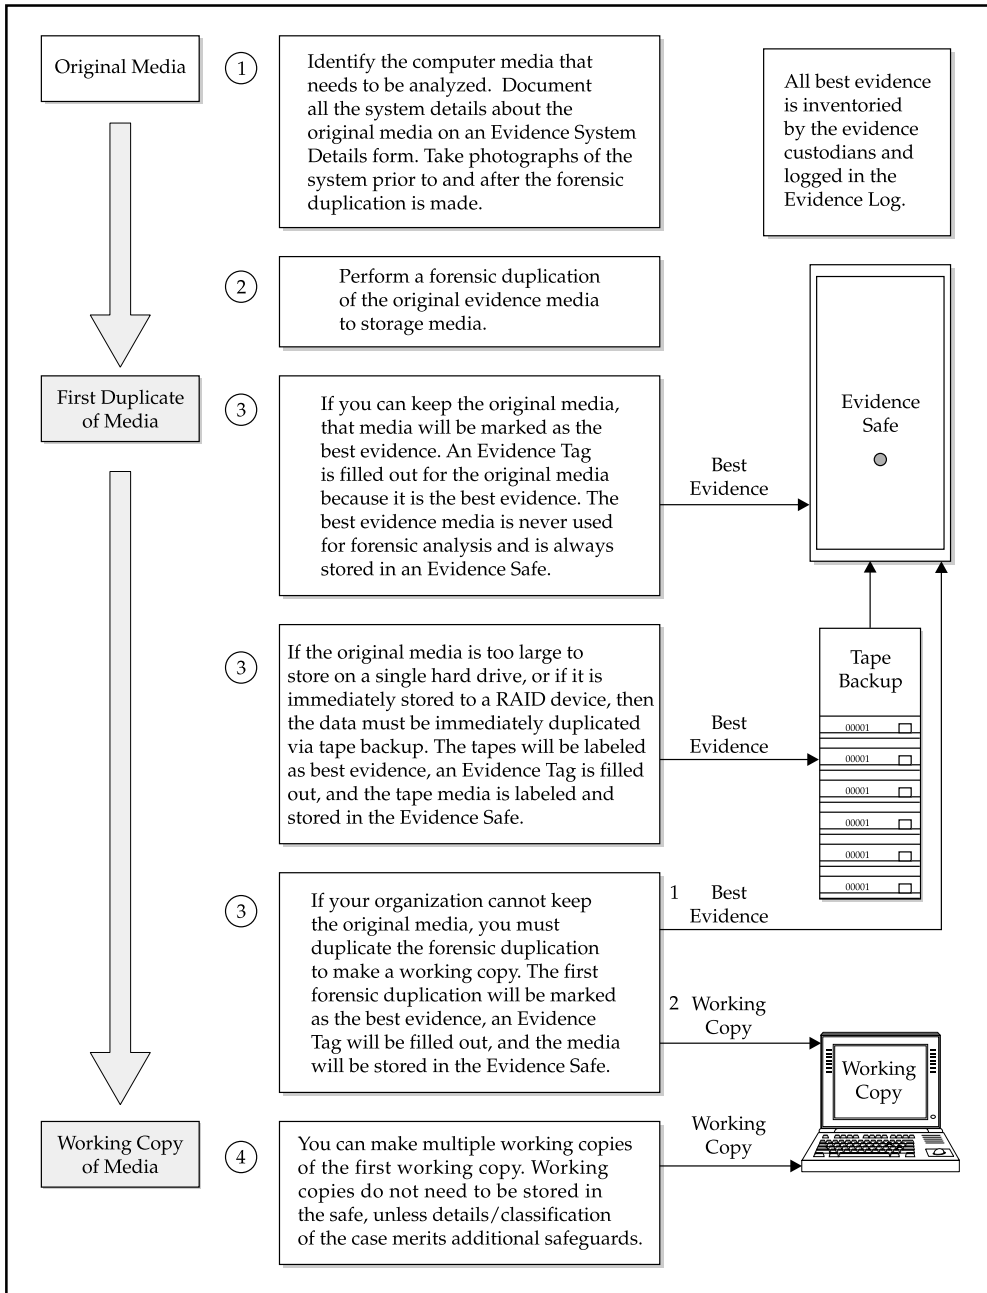 Original Media
1
Identify the computer media that
needs to be analyzed. Document
all the system details about the
original media on an Evidence System
Details form. Take photographs of the
system prior to and after the forensic
duplication is made.
All best evidence
is inventoried
by the evidence
custodians and
logged in the
Evidence Log.
2
Perform a forensic duplication
of the original evidence media
to storage media.
First Duplicate
of Media
3
If you can keep the original media,
that media will be marked as the
best evidence. An Evidence Tag
is filled out for the original media
because it is the best evidence. The
best evidence media is never used
for forensic analysis and is always
stored in an Evidence Safe.
Best
Evidence
Evidence
Safe
3
If the original media is too large to
store on a single hard drive, or if it is
immediately stored to a RAID device, then
the data must be immediately duplicated
via tape backup. The tapes will be labeled
as best evidence, an Evidence Tag is filled
out, and the tape media is labeled and
stored in the Evidence Safe.
Best
Evidence
Tape
Backup
00001
00001
00001
00001
00001
00001
3
If your organization cannot keep
the original media, you must
duplicate the forensic duplication
to make a working copy. The first
forensic duplication will be marked
as the best evidence, an Evidence
Tag will be filled out, and the media
will be stored in the Evidence Safe.
1 Best
Evidence
2 Working
Copy
Working
Copy
Working Copy
of Media
4
You can make multiple working copies
of the first working copy. Working
copies do not need to be stored in
the safe, unless details/classification
of the case merits additional safeguards.
Working
Copy